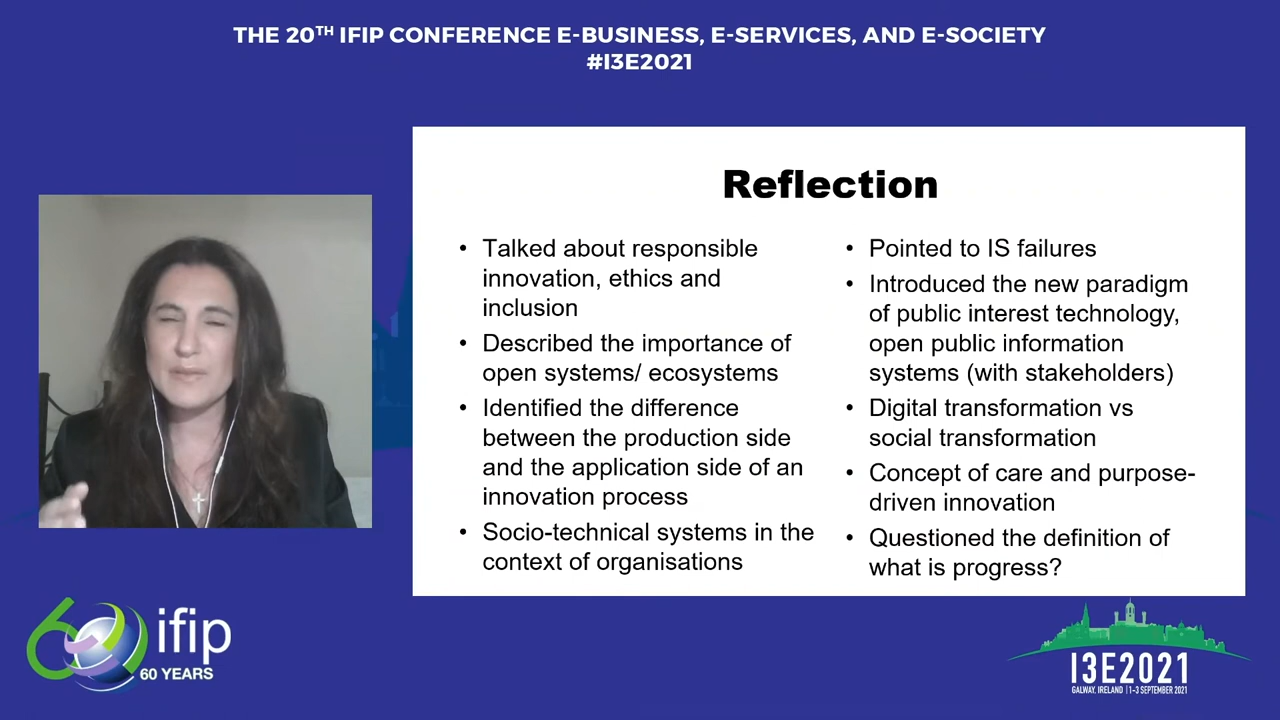 THE 20TH IFIP CONFERENCE E-BUSINESS, E-SERVICES, AND E-SOCIETY
#I3E2021
Reflection
• Talked about responsible
innovation, ethics and
inclusion
• Described the importance of
open systems/ ecosystems
• Identified the difference
between the production side
and the application side of an
innovation process
• Socio-technical systems in the
context of organisations
• Pointed to IS failures
• Introduced the new paradigm
of public interest technology,
open public information
systems (with stakeholders)
• Digital transformation vs
social transformation
• Concept of care and purpose-
driven innovation
• Questioned the definition of
what is progress?
60 ifip
60 YEARS
I3E2021
GALWAY, IRELAND | 1-3 SEPTEMBER 2021